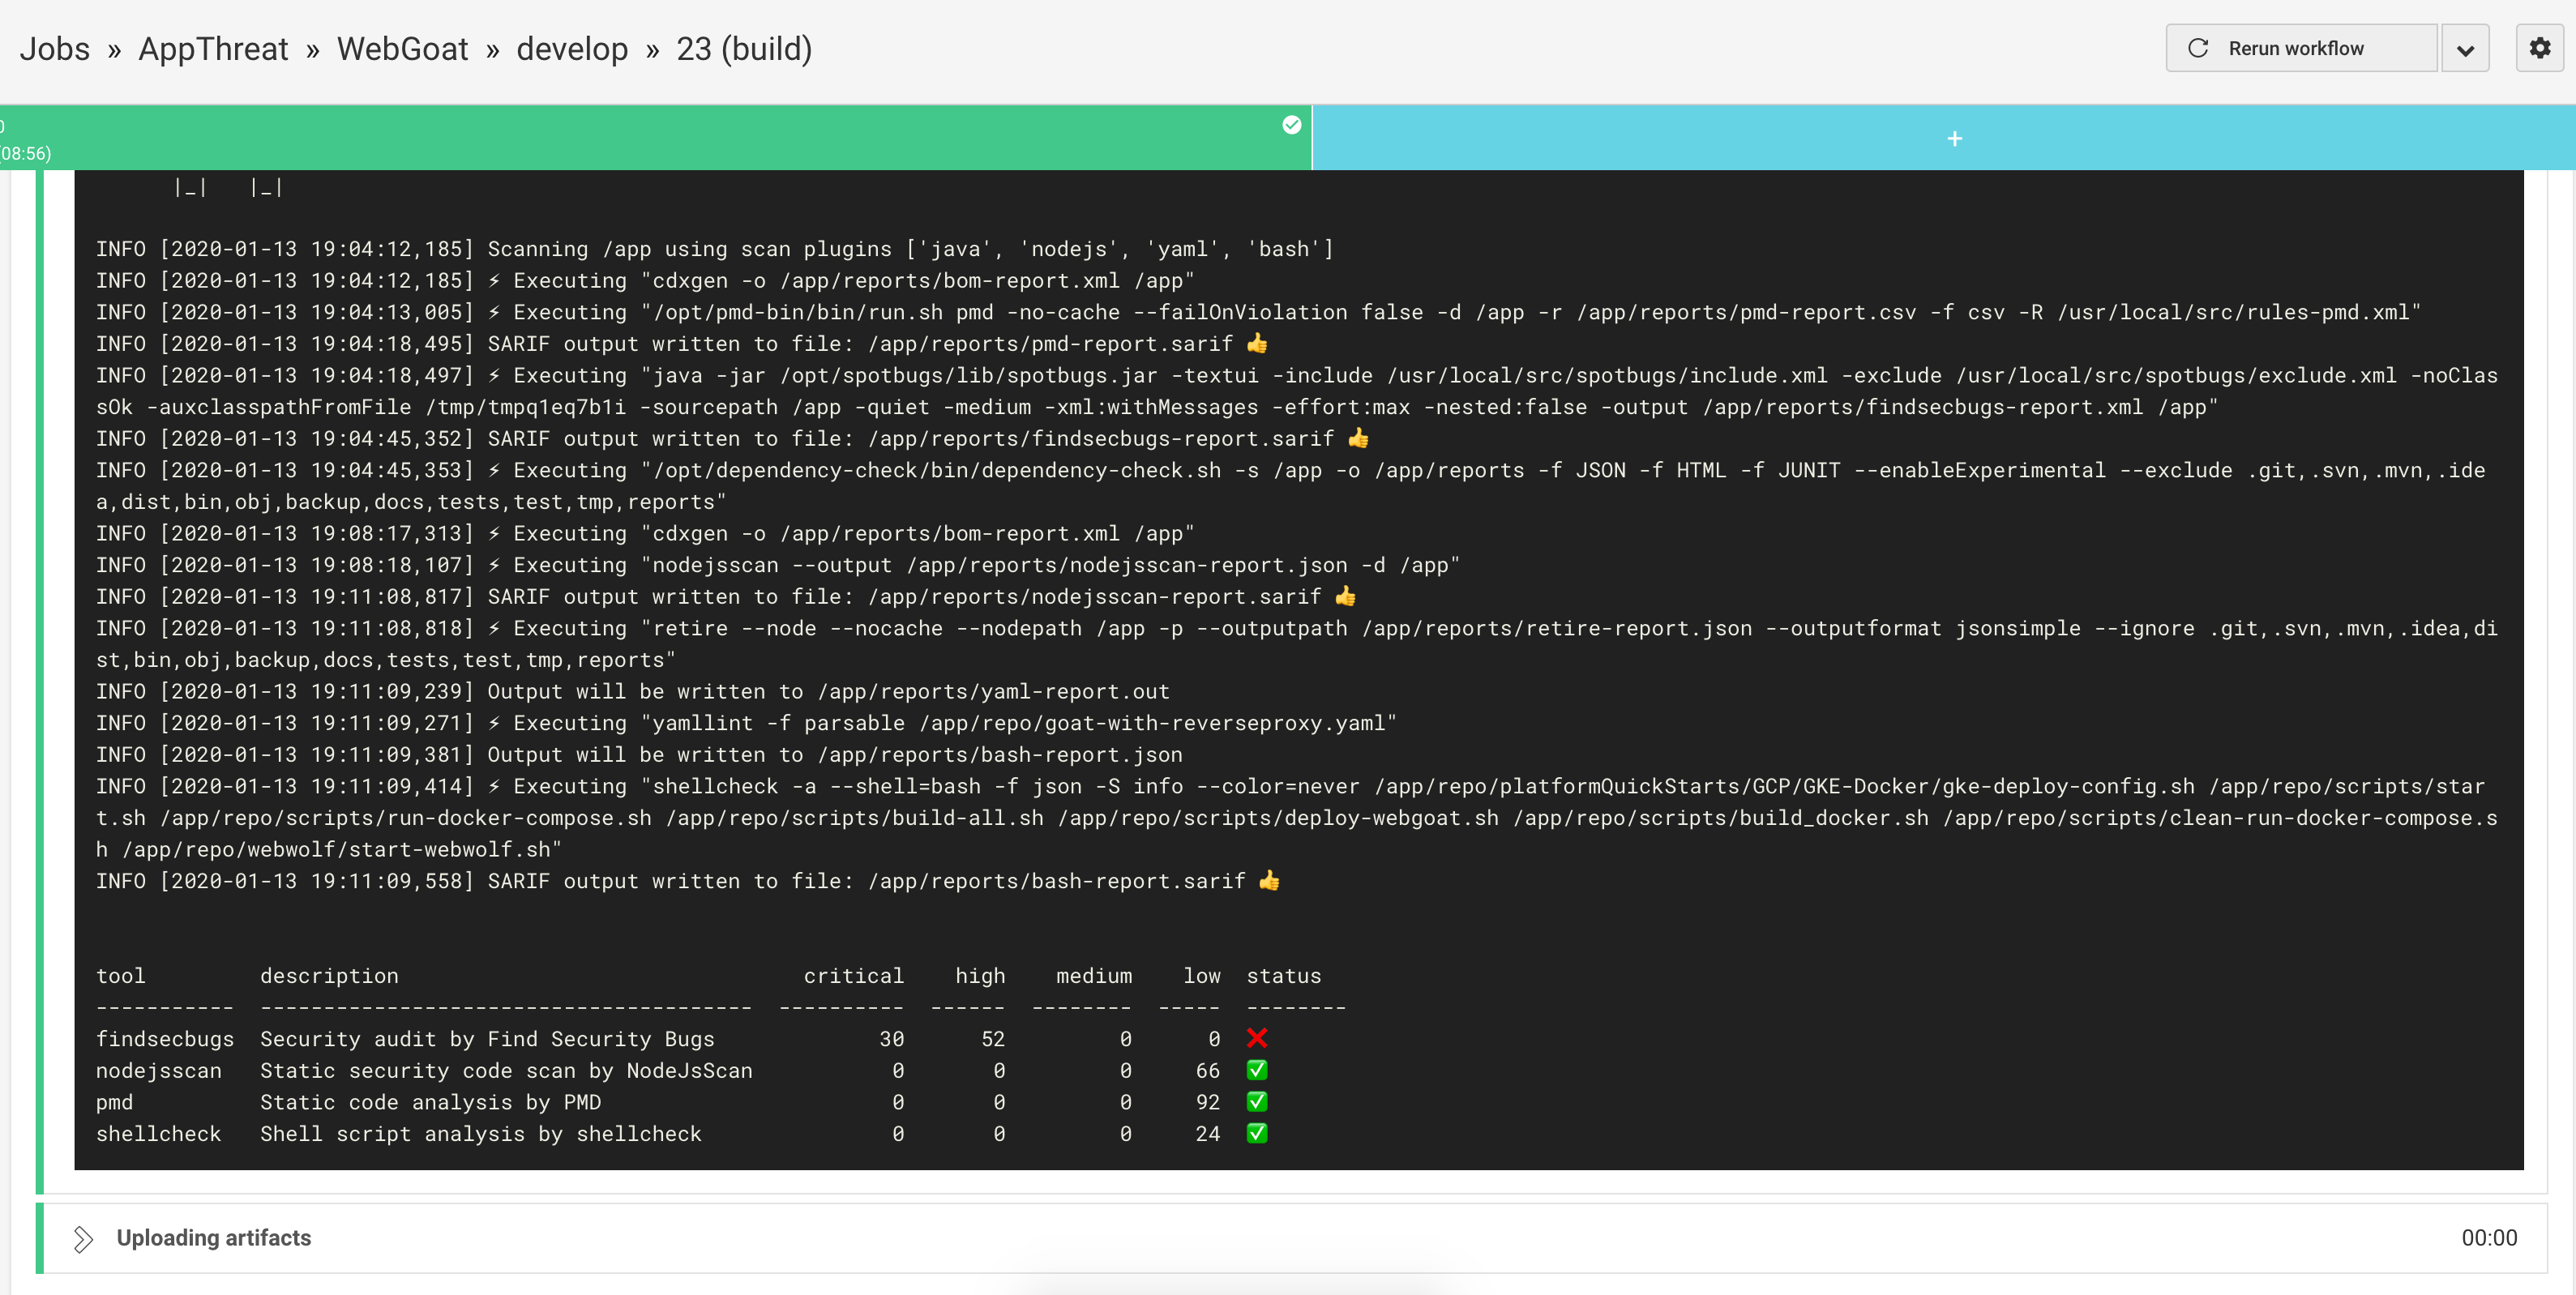 Jobs » AppThreat » WebGoat » develop » 23 (build)
Rerun workflow
08:56)
+
|_|   |_|
INFO [2020-01-13 19:04:12,185] Scanning /app using scan plugins ['java', 'nodejs', 'yaml', 'bash']
INFO [2020-01-13 19:04:12,185] ⚡ Executing "cdxgen -o /app/reports/bom-report.xml /app"
INFO [2020-01-13 19:04:13,005] ⚡ Executing "/opt/pmd-bin/bin/run.sh pmd -no-cache --failOnViolation false -d /app -r /app/reports/pmd-report.csv -f csv -R /usr/local/src/rules-pmd.xml"
INFO [2020-01-13 19:04:18,495] SARIF output written to file: /app/reports/pmd-report.sarif 👍
INFO [2020-01-13 19:04:18,497] ⚡ Executing "java -jar /opt/spotbugs/lib/spotbugs.jar -textui -include /usr/local/src/spotbugs/include.xml -exclude /usr/local/src/spotbugs/exclude.xml -noClas
sOk -auxclasspathFromFile /tmp/tmpq1eq7b1i -sourcepath /app -quiet -medium -xml:withMessages -effort:max -nested:false -output /app/reports/findsecbugs-report.xml /app"
INFO [2020-01-13 19:04:45,352] SARIF output written to file: /app/reports/findsecbugs-report.sarif 👍
INFO [2020-01-13 19:04:45,353] ⚡ Executing "/opt/dependency-check/bin/dependency-check.sh -s /app -o /app/reports -f JSON -f HTML -f JUNIT --enableExperimental --exclude .git,.svn,.mvn,.ide
a,dist,bin,obj,backup,docs,tests,test,tmp,reports"
INFO [2020-01-13 19:08:17,313] ⚡ Executing "cdxgen -o /app/reports/bom-report.xml /app"
INFO [2020-01-13 19:08:18,107] ⚡ Executing "nodejsscan --output /app/reports/nodejsscan-report.json -d /app"
INFO [2020-01-13 19:11:08,817] SARIF output written to file: /app/reports/nodejsscan-report.sarif 👍
INFO [2020-01-13 19:11:08,818] ⚡ Executing "retire --node --nocache --nodepath /app -p --outputpath /app/reports/retire-report.json --outputformat jsonsimple --ignore .git,.svn,.mvn,.idea,di
st,bin,obj,backup,docs,tests,test,tmp,reports"
INFO [2020-01-13 19:11:09,239] Output will be written to /app/reports/yaml-report.out
INFO [2020-01-13 19:11:09,271] ⚡ Executing "yamllint -f parsable /app/repo/goat-with-reverseproxy.yaml"
INFO [2020-01-13 19:11:09,381] Output will be written to /app/reports/bash-report.json
INFO [2020-01-13 19:11:09,414] ⚡ Executing "shellcheck -a --shell=bash -f json -S info --color=never /app/repo/platformQuickStarts/GCP/GKE-Docker/gke-deploy-config.sh /app/repo/scripts/star
t.sh /app/repo/scripts/run-docker-compose.sh /app/repo/scripts/build-all.sh /app/repo/scripts/deploy-webgoat.sh /app/repo/scripts/build_docker.sh /app/repo/scripts/clean-run-docker-compose.s
h /app/repo/webwolf/start-webwolf.sh"
INFO [2020-01-13 19:11:09,558] SARIF output written to file: /app/reports/bash-report.sarif 👍
tool         description                                critical    high    medium    low  status
-----------  ---------------------------------------  ----------  ------  --------  -----  --------
findsecbugs  Security audit by Find Security Bugs             30      52         0      0  ❌
nodejsscan   Static security code scan by NodeJsScan           0       0         0     66  ✅
pmd          Static code analysis by PMD                       0       0         0     92  ✅
shellcheck   Shell script analysis by shellcheck               0       0         0     24  ✅
Uploading artifacts 00:00